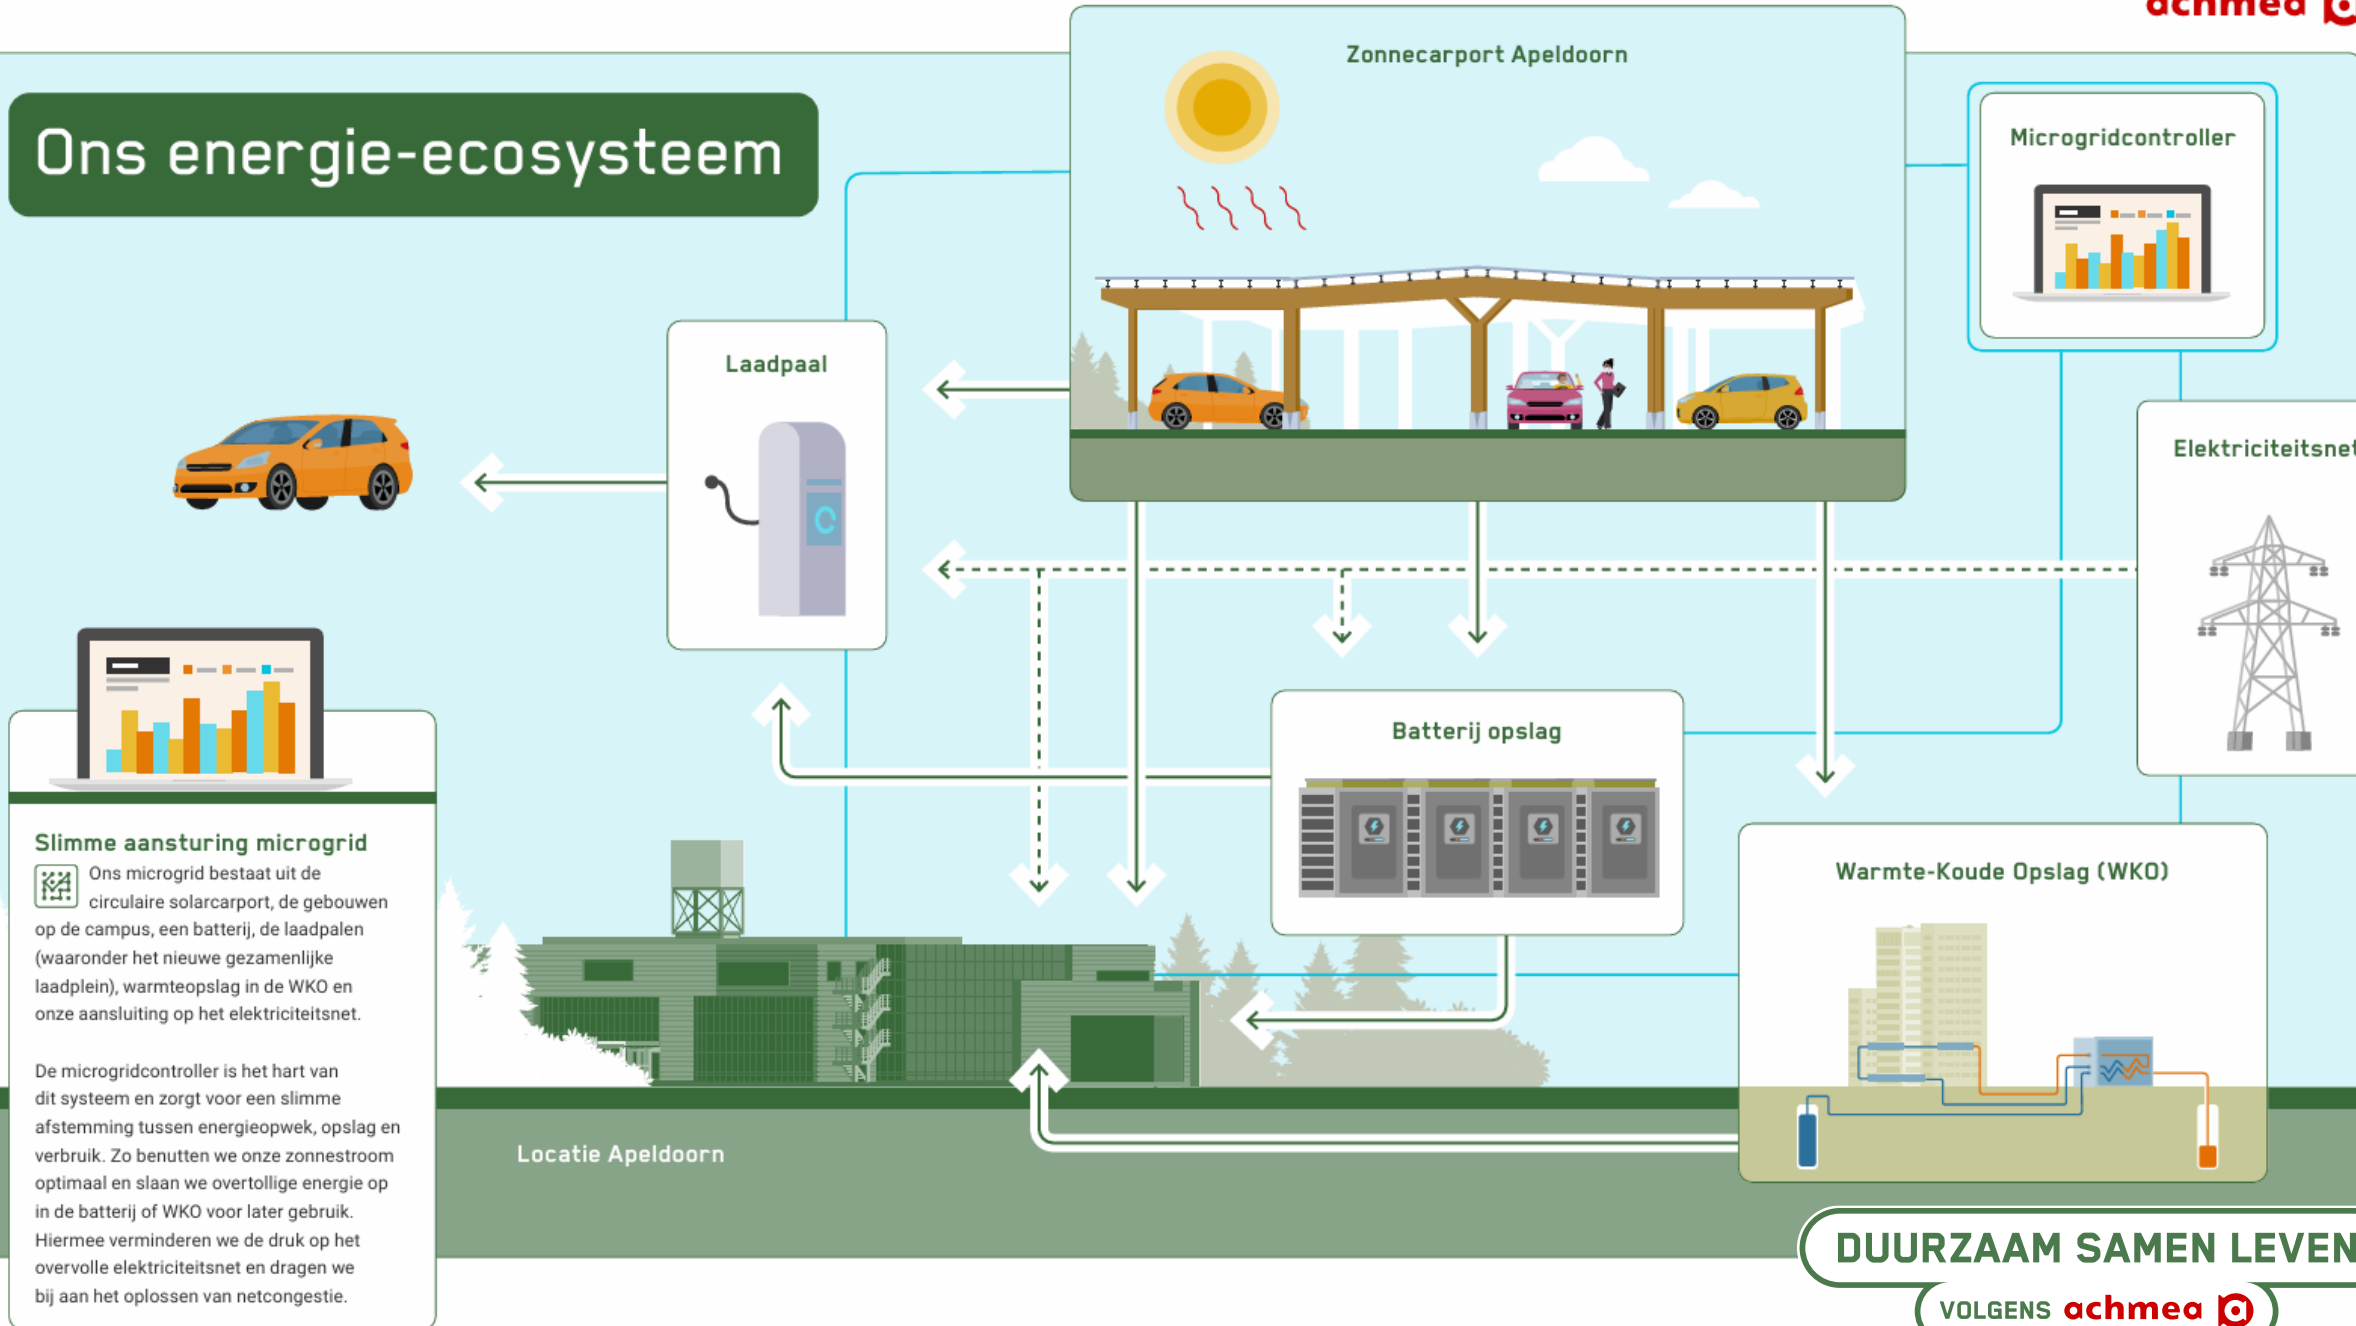 achmea
Zonnecarport Apeldoorn
Ons energie-ecosysteem
Microgridcontroller
Laadpaal
Elektriciteitsnet
Batterij opslag
Slimme aansturing microgrid
Ons microgrid bestaat uit de
circulaire solarcarport, de gebouwen
op de campus, een batterij, de laadpalen
(waaronder het nieuwe gezamenlijke
laadplein), warmteopslag in de WKO en
onze aansluiting op het elektriciteitsnet.
De microgridcontroller is het hart van
dit systeem en zorgt voor een slimme
afstemming tussen energieopwek, opslag en
verbruik. Zo benutten we onze zonnestroom
optimaal en slaan we overtollige energie op
in de batterij of WKO voor later gebruik.
Hiermee verminderen we de druk op het
overvolle elektriciteitsnet en dragen we
bij aan het oplossen van netcongestie.
Warmte-Koude Opslag (WKO)
Locatie Apeldoorn
DUURZAAM SAMEN LEVEN
VOLGENS achmea